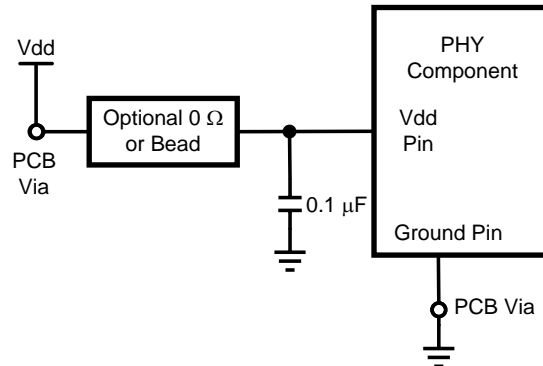 Vdd
PHY
Component
Optional 0 Ω
or Bead
Vdd
Pin
PCB
Via
0.1 μF
Ground Pin
PCB Via